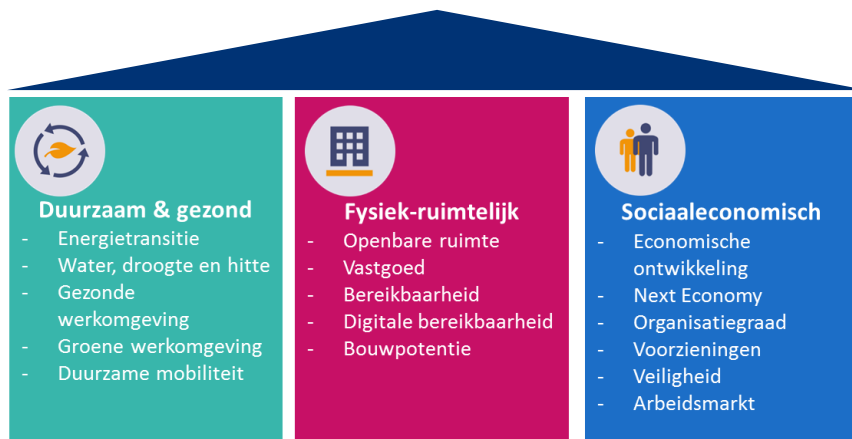 Duurzaam & gezond
- Energietransitie
- Water, droogte en hitte
- Gezonde
werkomgeving
- Groene werkomgeving
- Duurzame mobiliteit
Fysiek-ruimtelijk
- Openbare ruimte
- Vastgoed
- Bereikbaarheid
- Digitale bereikbaarheid
- Bouwpotentie
Sociaaleconomisch
- Economische
ontwikkeling
- Next Economy
- Organisatiegraad
- Voorzieningen
- Veiligheid
- Arbeidsmarkt